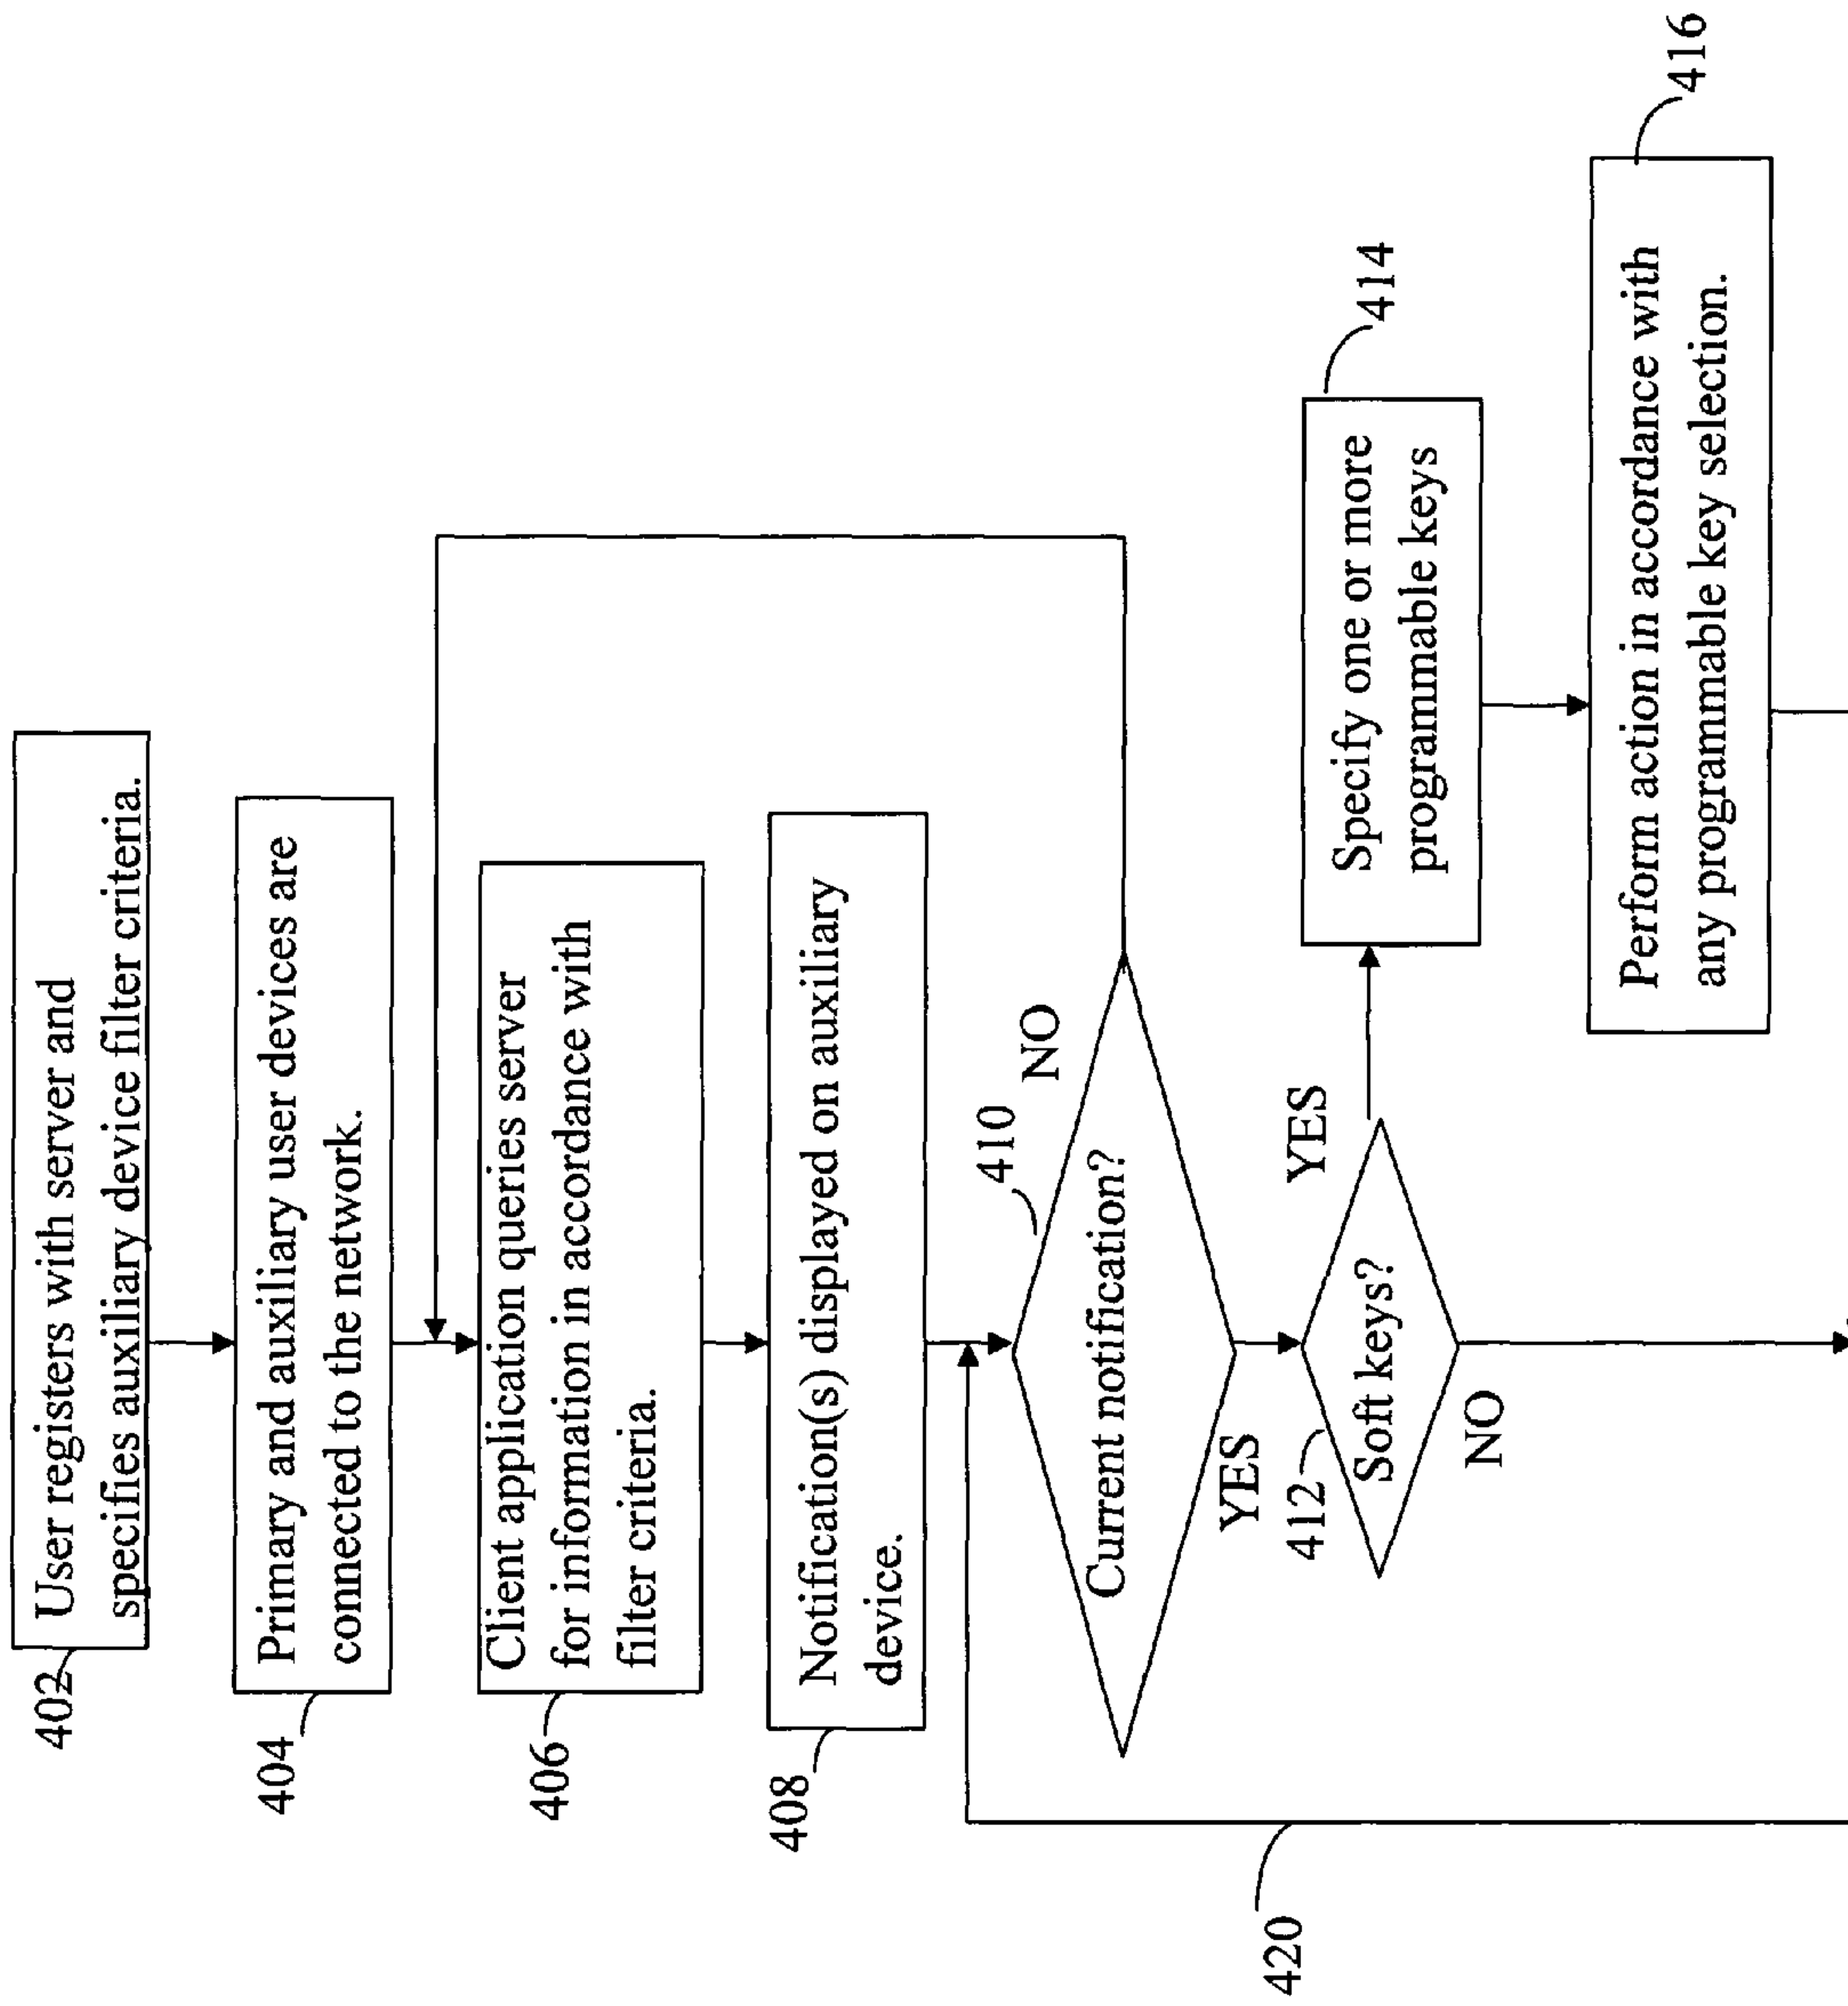 402
User registers with server and
specifies auxiliary device filter criteria.
404
Primary and auxiliary user devices are
connected to the network.
406
Client application queries server
for information in accordance with
filter criteria.
408
Notification(s) displayed on auxiliary
device.
410
Current notification?
NO
YES
412
Soft keys?
YES
NO
414
Specify one or more
programmable keys
416
Perform action in accordance with
any programmable key selection.
420